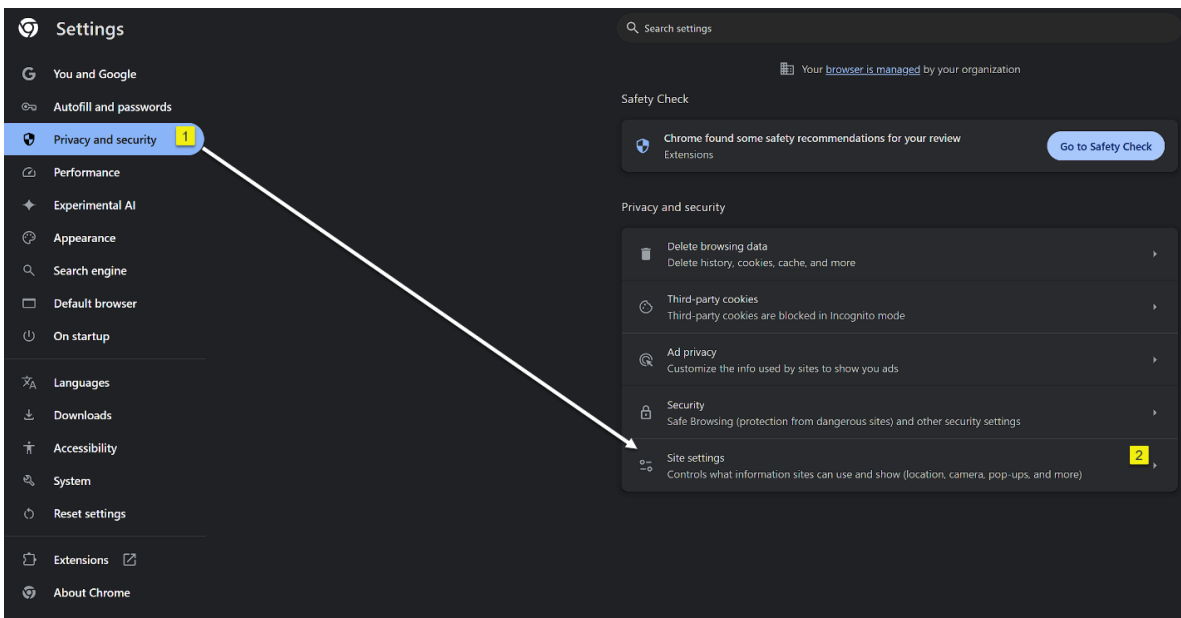 Settings
Search settings
You and Google
Autofill and passwords
Privacy and security 1
Performance
Experimental AI
Appearance
Search engine
Default browser
On startup
Languages
Downloads
Accessibility
System
Reset settings
Extensions
About Chrome
Your browser is managed by your organization
Safety Check
Chrome found some safety recommendations for your review
Extensions
Go to Safety Check
Privacy and security
Delete browsing data
Delete history, cookies, cache, and more
Third-party cookies
Third-party cookies are blocked in Incognito mode
Ad privacy
Customize the info used by sites to show you ads
Security
Safe Browsing (protection from dangerous sites) and other security settings
Site settings
Controls what information sites can use and show (location, camera, pop-ups, and more)
2